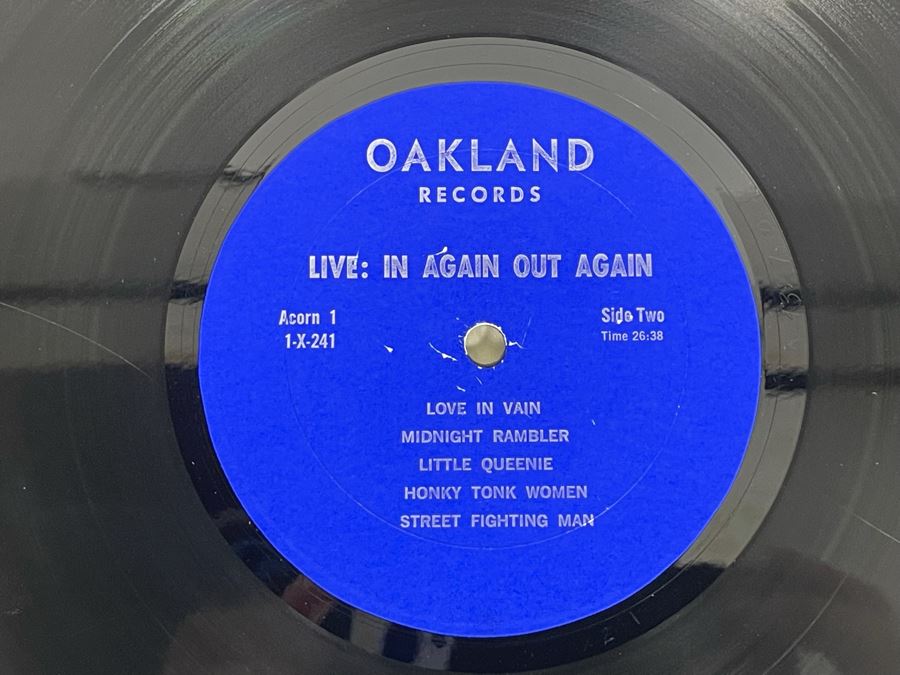 OAKLAND
RECORDS
LIVE: IN AGAIN OUT AGAIN
Acorn 1
1-X-241
Side Two
Time 26:38
LOVE IN VAIN
MIDNIGHT RAMBLER
LITTLE QUEENIE
HONKY TONK WOMEN
STREET FIGHTING MAN